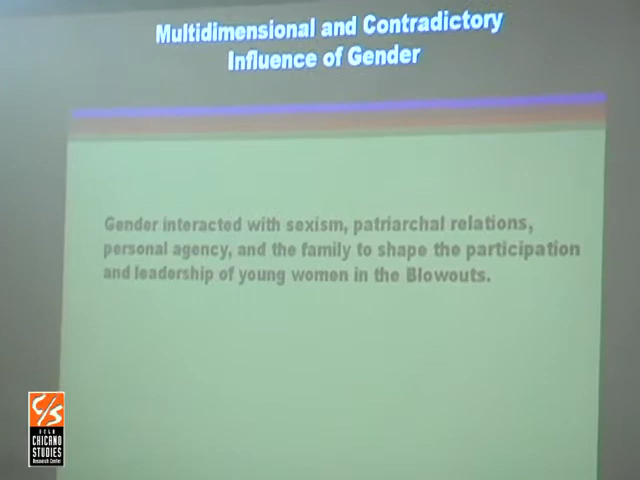 Multidimensional and Contradictory
Influence of Gender
Gender interacted with sexism, patriarchal relations,
personal agency, and the family to shape the participation
and leadership of young women in the Blowouts.
C/S
UCLA
CHICANO
STUDIES
Research Center